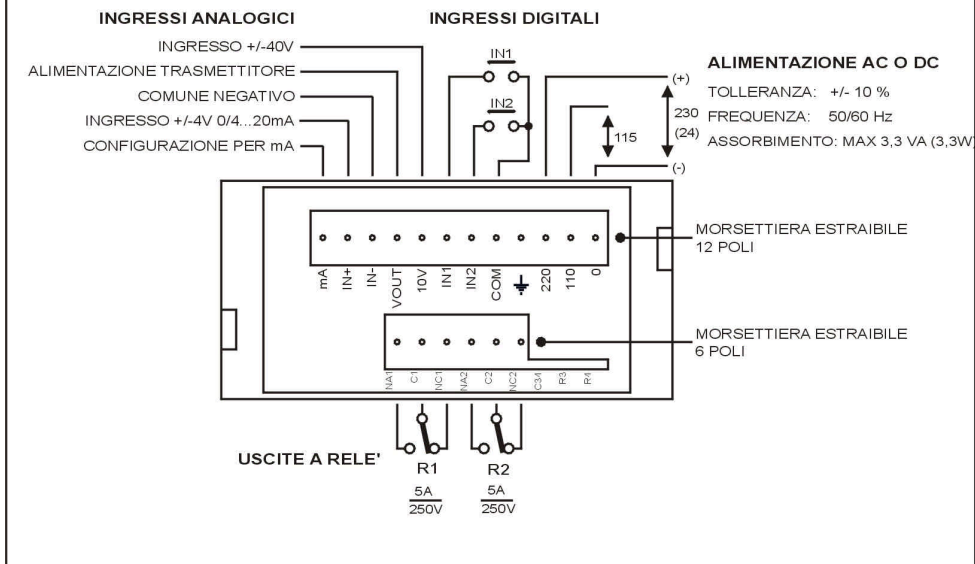 INGRESSI ANALOGICI
INGRESSO +/-40V
ALIMENTAZIONE TRASMETTITORE
COMUNE NEGATIVO
INGRESSO +/-4V 0/4...20mA
CONFIGURAZIONE PER mA
INGRESSI DIGITALI
IN1
IN2
(+)
230
(24)
115
(-)
ALIMENTAZIONE AC O DC
TOLLERANZA: +/- 10 %
FREQUENZA: 50/60 Hz
ASSORBIMENTO: MAX 3,3 VA (3,3W)
mA
IN+
IN-
VOUT
10V
IN1
IN2
COM
220
110
0
MORSETTIERA ESTRAIBILE
12 POLI
MORSETTIERA ESTRAIBILE
6 POLI
NA1
C1
NC1
NA2
C2
NC2
C34
R3
R4
USCITE A RELE'
R1
5A
250V
R2
5A
250V